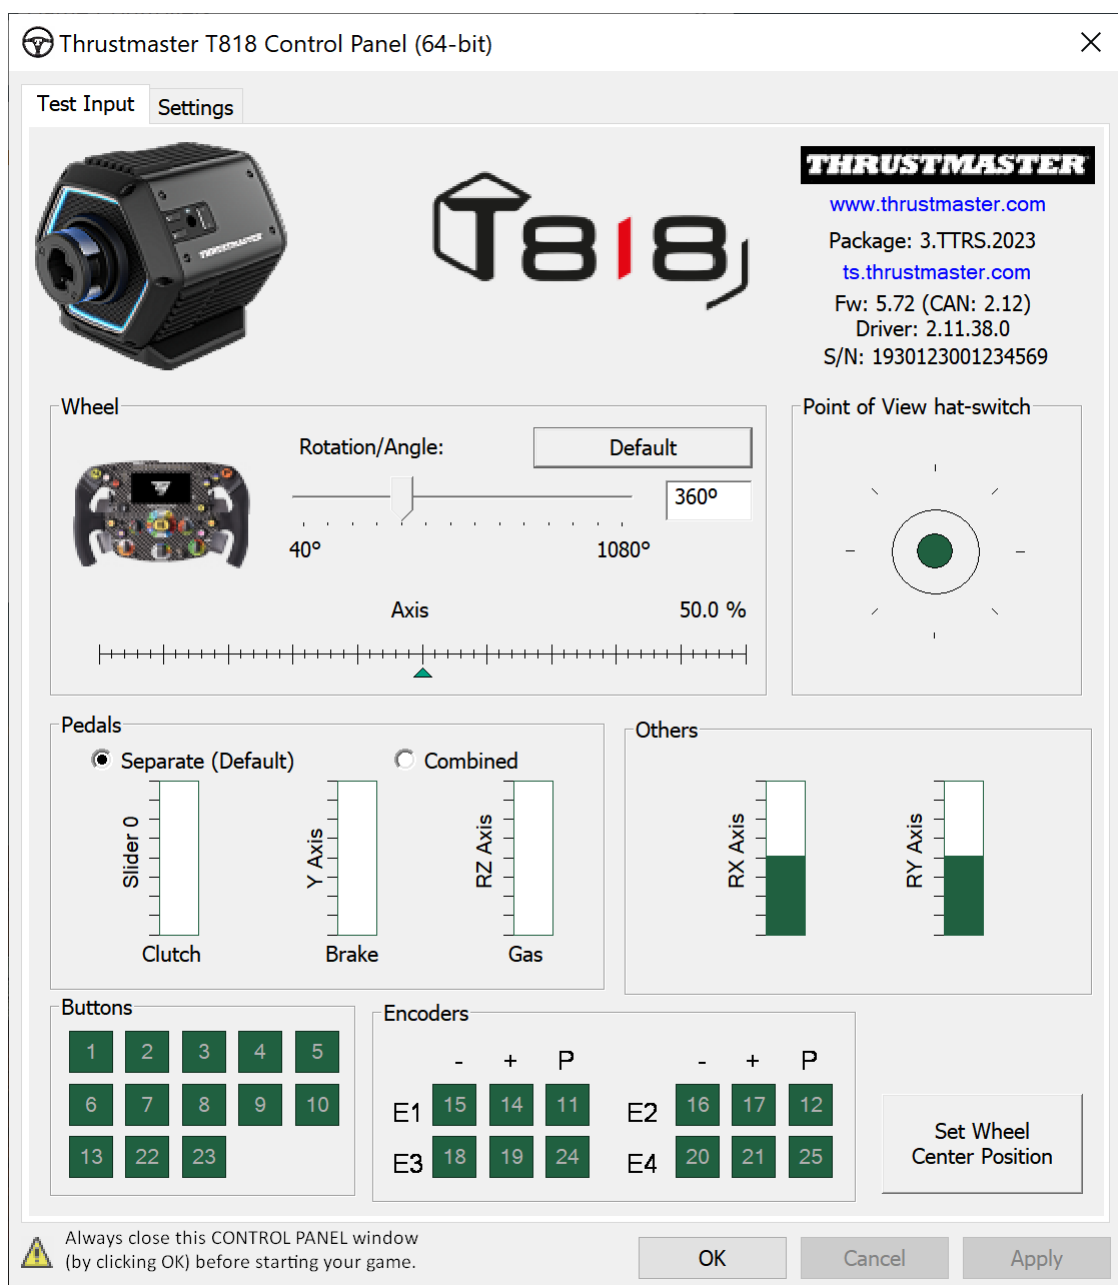 Thrustmaster T818 Control Panel (64-bit)
Test Input
Settings
THRUSTMASTER
T818
THRUSTMASTER
www.thrustmaster.com
Package: 3.TTRS.2023
ts.thrustmaster.com
Fw: 5.72 (CAN: 2.12)
Driver: 2.11.38.0
S/N: 1930123001234569
Wheel
Rotation/Angle:
Default
360º
40º
1080º
Axis
50.0 %
Point of View hat-switch
Pedals
Separate (Default)
Combined
Slider 0
Y Axis
RZ Axis
Clutch
Brake
Gas
Others
RX Axis
RY Axis
Buttons
1 2 3 4 5
6 7 8 9 10
13 22 23
Encoders
- + P - + P
E1 15 14 11 E2 16 17 12
E3 18 19 24 E4 20 21 25
Set Wheel
Center Position
Always close this CONTROL PANEL window
(by clicking OK) before starting your game.
OK
Cancel
Apply